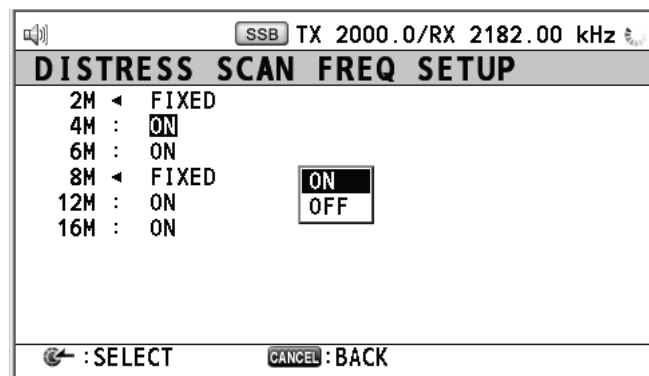 SSB TX 2000.0/RX 2182.00 kHz
DISTRESS SCAN FREQ SETUP
2M ◄ FIXED
4M : ON
6M : ON
8M ◄ FIXED
12M : ON
16M : ON
ON
OFF
:SELECT CANCEL :BACK